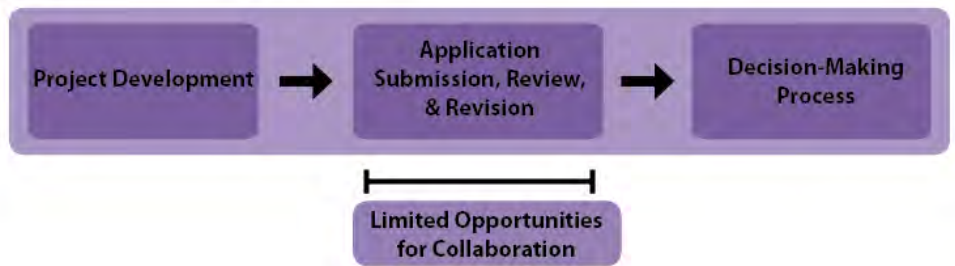 Project Development
Application
Submission, Review,
& Revision
Decision-Making
Process
Limited Opportunities
for Collaboration